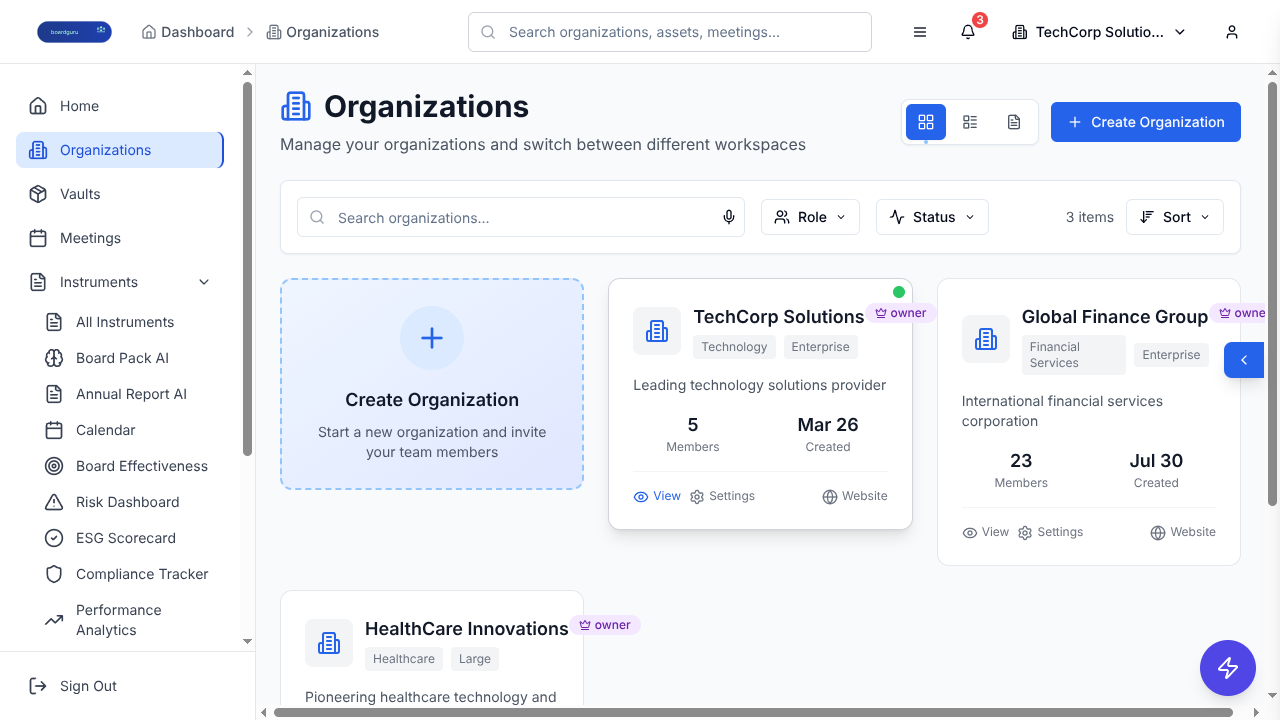 boardguru
Dashboard
Organizations
Search organizations, assets, meetings...
3
TechCorp Solutio...
Home
Organizations
Vaults
Meetings
Instruments
All Instruments
Board Pack AI
Annual Report AI
Calendar
Board Effectiveness
Risk Dashboard
ESG Scorecard
Compliance Tracker
Performance
Analytics
Sign Out
Organizations
Manage your organizations and switch between different workspaces
Create Organization
Search organizations...
Role
Status
3 items
Sort
Create Organization
Start a new organization and invite
your team members
TechCorp Solutions
owner
Technology
Enterprise
Leading technology solutions provider
5
Members
Mar 26
Created
View
Settings
Website
Global Finance Group
owne
Financial
Services
Enterprise
International financial services
corporation
23
Members
Jul 30
Created
View
Settings
Website
HealthCare Innovations
owner
Healthcare
Large
Pioneering healthcare technology and